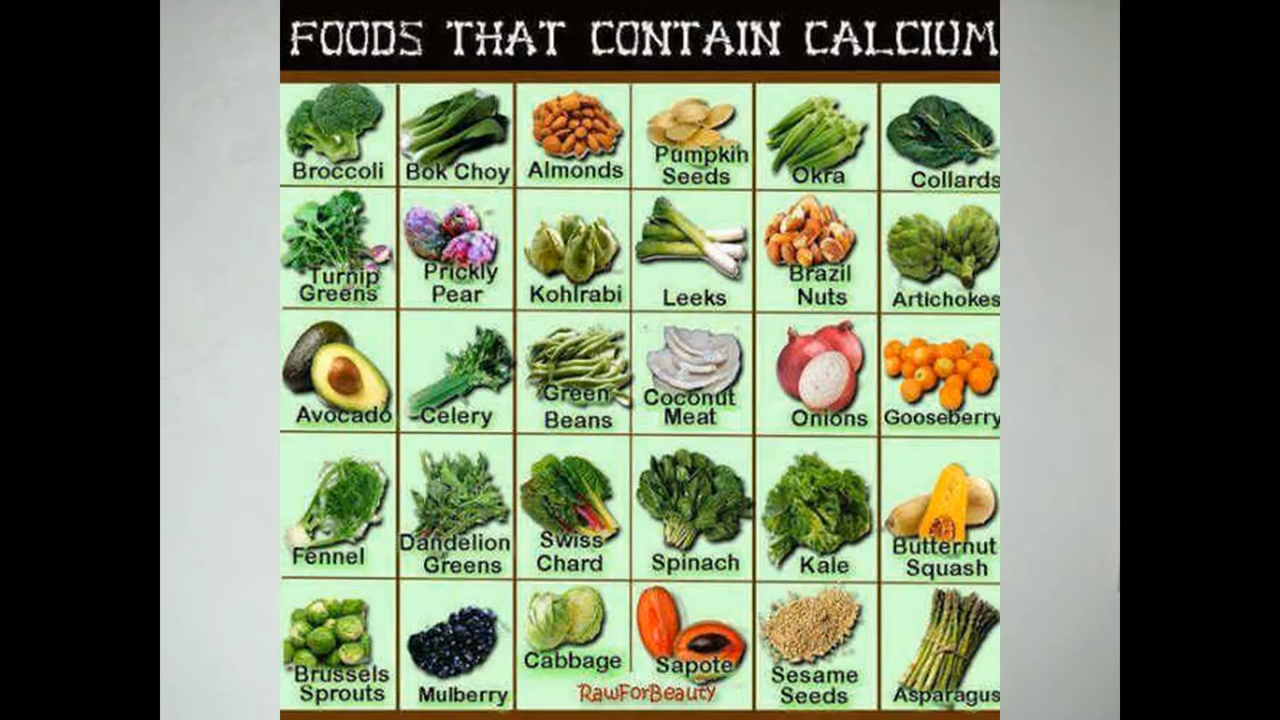 FOODS THAT CONTAIN CALCIUM
Broccoli
Bok Choy
Almonds
Pumpkin
Seeds
Okra
Collards
Turnip
Greens
Prickly
Pear
Kohlrabi
Leeks
Brazil
Nuts
Artichokes
Avocado
Celery
Green
Beans
Coconut
Meat
Onions
Gooseberry
Fennel
Dandelion
Greens
Swiss
Chard
Spinach
Kale
Butternut
Squash
Brussels
Sprouts
Mulberry
Cabbage
Sapote
Sesame
Seeds
Asparagus
RawForBeauty